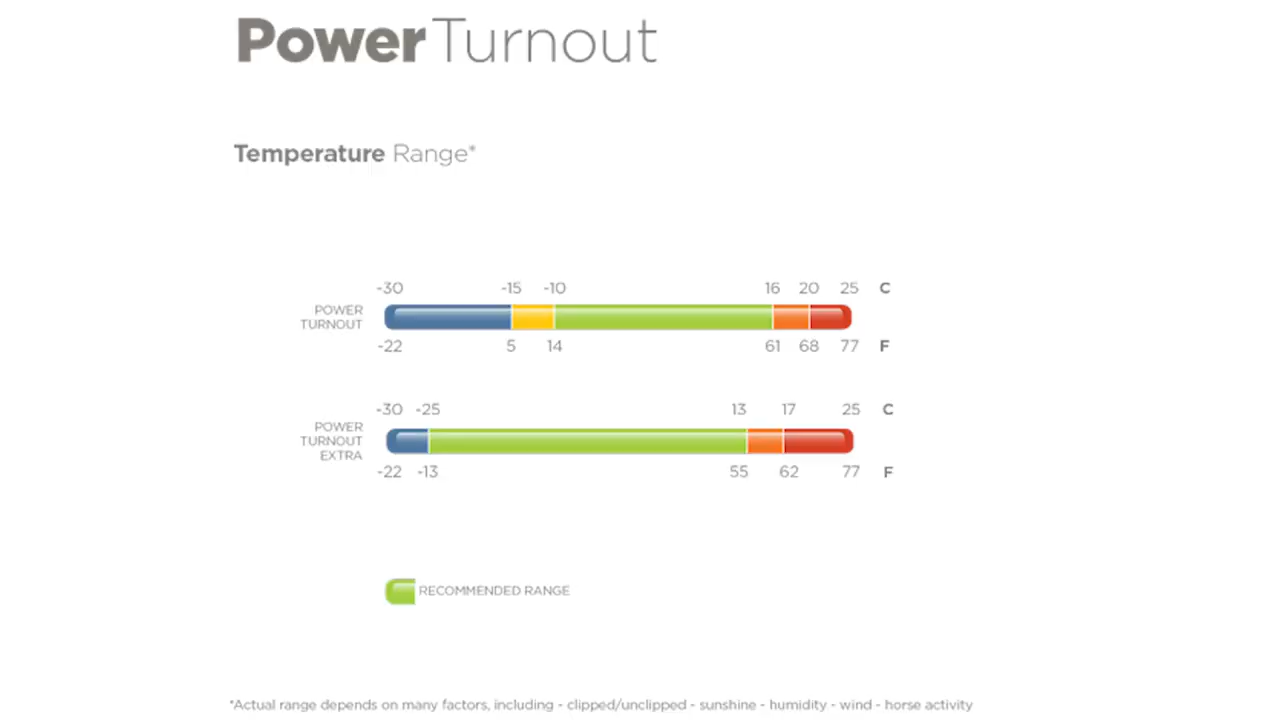 Power Turnout
Temperature Range*
-30 -15 -10 16 20 25 C
POWER
TURNOUT
-22 5 14 61 68 77 F
-30 -25 13 17 25 C
POWER
TURNOUT
EXTRA
-22 -13 55 62 77 F
RECOMMENDED RANGE
*Actual range depends on many factors, including - clipped/unclipped - sunshine - humidity - wind - horse activity